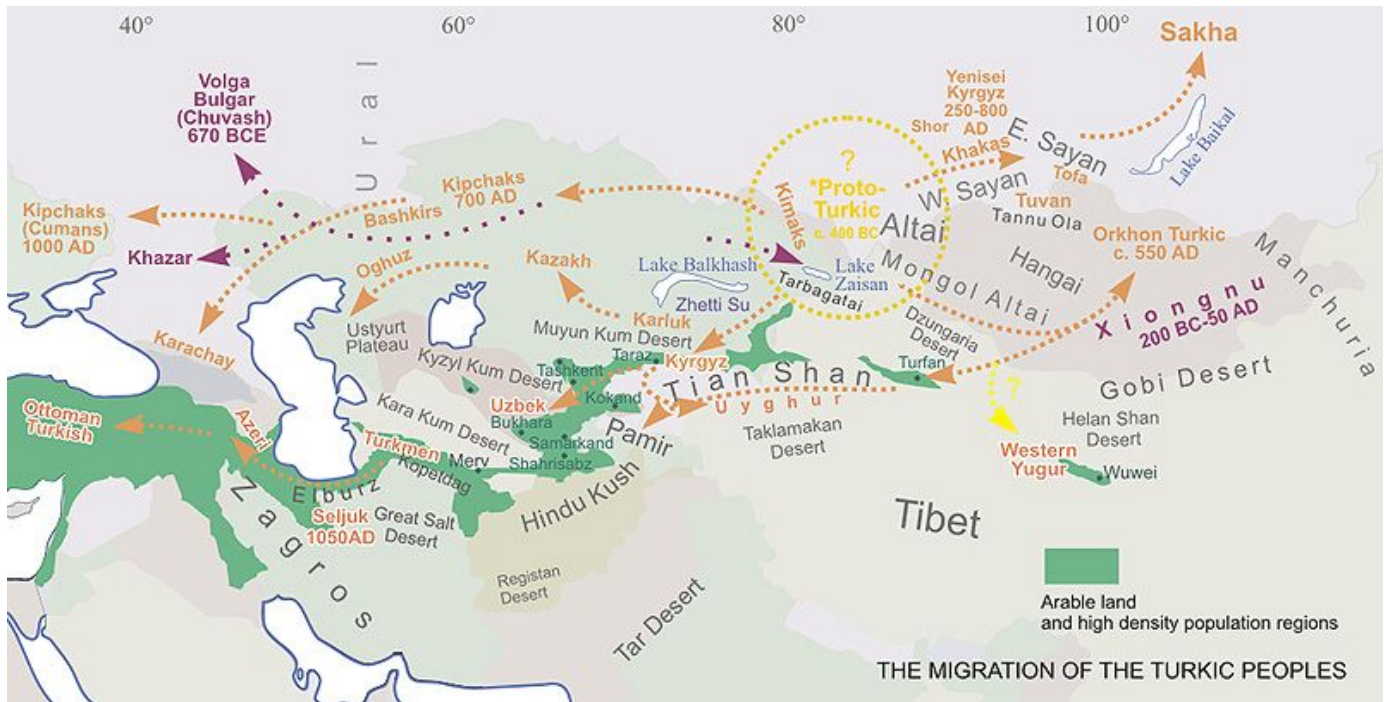 40°
60°
80°
100°
Sakha
Volga
Bulgar
(Chuvash)
670 BCE
Ural
Yenisei
Kyrgyz
250-800
AD
Shor
Khakas
E. Sayan
Lake Baikal
?
*Proto-
Turkic
c. 400 BC
Kimaks
W. Sayan
Altai
Tofa
Tuvan
Tannu Ola
Kipchaks
700 AD
Bashkirs
Kipchaks
(Cumans)
1000 AD
Khazar
Oghuz
Kazakh
Lake Balkhash
Zhetti Su
Lake
Zaisan
Tarbagatai
Mongol Altai
Hangai
Orkhon Turkic
c. 550 AD
Manchuria
Xiongnu
200 BC-50 AD
Karachay
Ustyurt
Plateau
Muyun Kum Desert
Karluk
Dzungaria
Desert
Kyzyl Kum Desert
Taraz
Kyrgyz
Tashkent
Tian Shan
Turfan
Gobi Desert
Ottoman
Turkish
Azeri
Uzbek
Kokand
Uyghur
?
Kara Kum Desert
Bukhara
Pamir
Taklamakan
Desert
Helan Shan
Desert
Turkmen
Samarkand
Kopetdag
Merv
Shahrisabz
Western
Yugur
Wuwei
Zagros
Elburz
Seljuk
1050AD
Great Salt
Desert
Hindu Kush
Tibet
Registan
Desert
Tar Desert
Arable land
and high density population regions
THE MIGRATION OF THE TURKIC PEOPLES